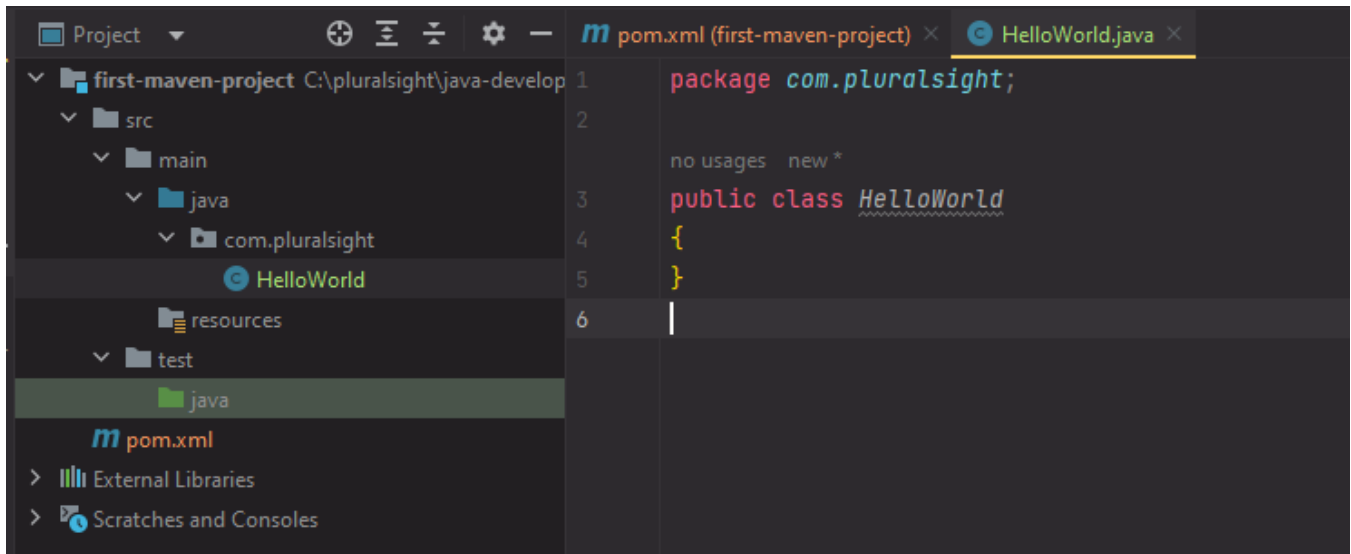 Project
first-maven-project C:\pluralsight\java-develop
src
main
java
com.pluralsight
HelloWorld
resources
test
java
pom.xml
External Libraries
Scratches and Consoles
pom.xml (first-maven-project)
HelloWorld.java
1 package com.pluralsight;
2
no usages new *
3 public class HelloWorld
4 {
5 }
6